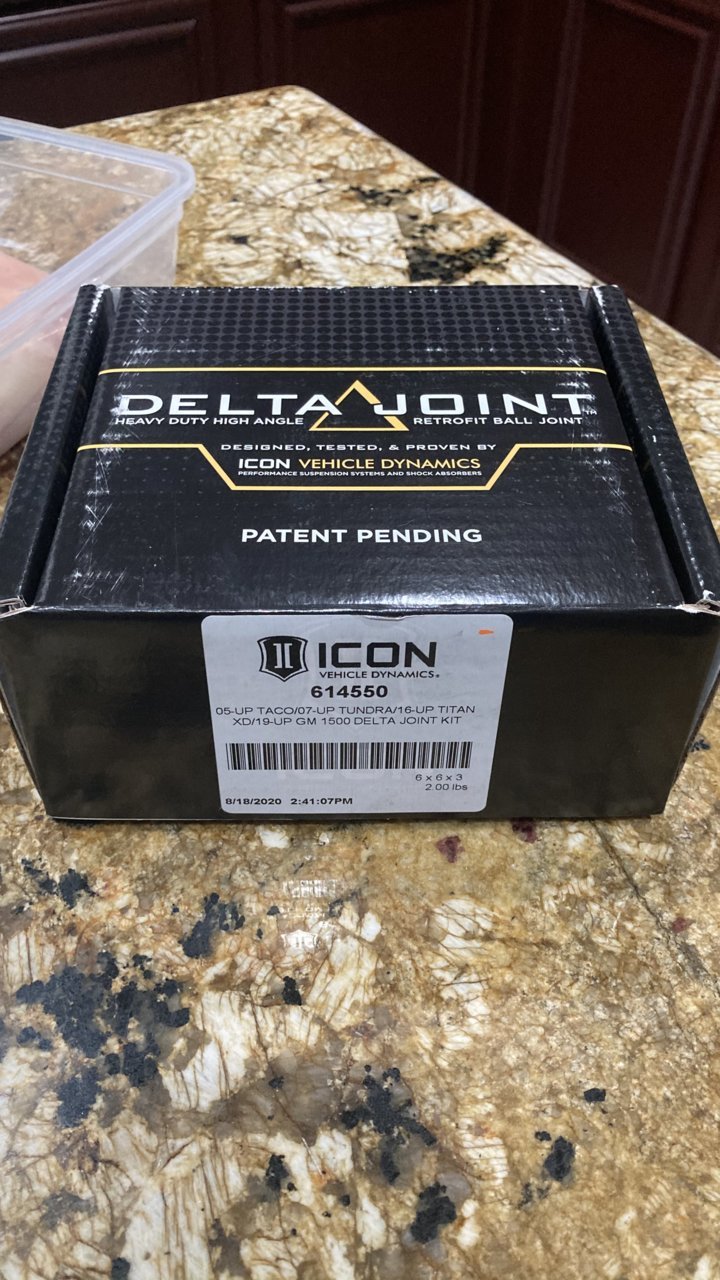 DELTA JOINT™
HEAVY DUTY HIGH ANGLE RETROFIT BALL JOINT
DESIGNED, TESTED, & PROVEN BY
ICON VEHICLE DYNAMICS
PERFORMANCE SUSPENSION SYSTEMS AND SHOCK ABSORBERS
PATENT PENDING
ICON
VEHICLE DYNAMICS®
614550
05-UP TACO/07-UP TUNDRA/16-UP TITAN
XD/19-UP GM 1500 DELTA JOINT KIT
6 x 6 x 3
2.00 lbs
8/18/2020 2:41:07PM